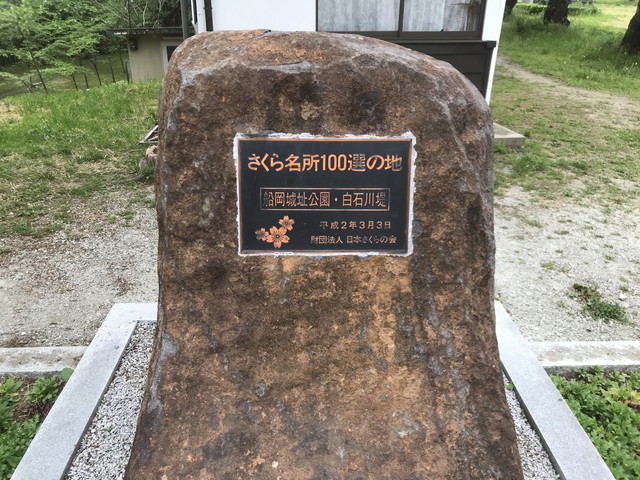 さくら名所100選の地
船岡城址公園・白石川堤
平成2年3月3日
財団法人 日本さくらの会